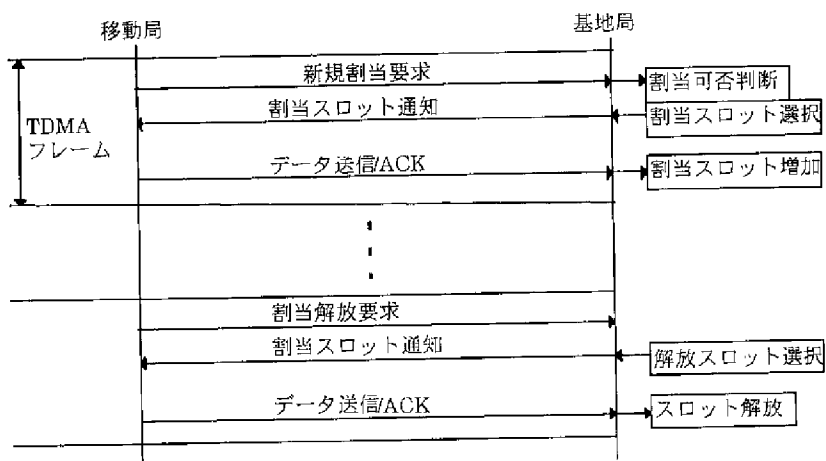 移動局
基地局
新規割当要求
割当可否判断
割当スロット通知
割当スロット選択
TDMA
フレーム
データ送信/ACK
割当スロット増加
割当解放要求
割当スロット通知
解放スロット選択
データ送信/ACK
スロット解放